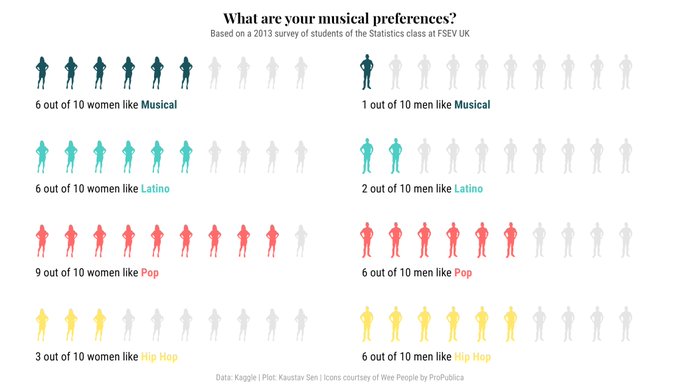 What are your musical preferences?
Based on a 2013 survey of students of the Statistics class at FSEV UK
6 out of 10 women like Musical
1 out of 10 men like Musical
6 out of 10 women like Latino
2 out of 10 men like Latino
9 out of 10 women like Pop
6 out of 10 men like Pop
3 out of 10 women like Hip Hop
6 out of 10 men like Hip Hop
Data: Kaggle | Plot: Kaustav Sen | Icons courtsey of Wee People by ProPublica